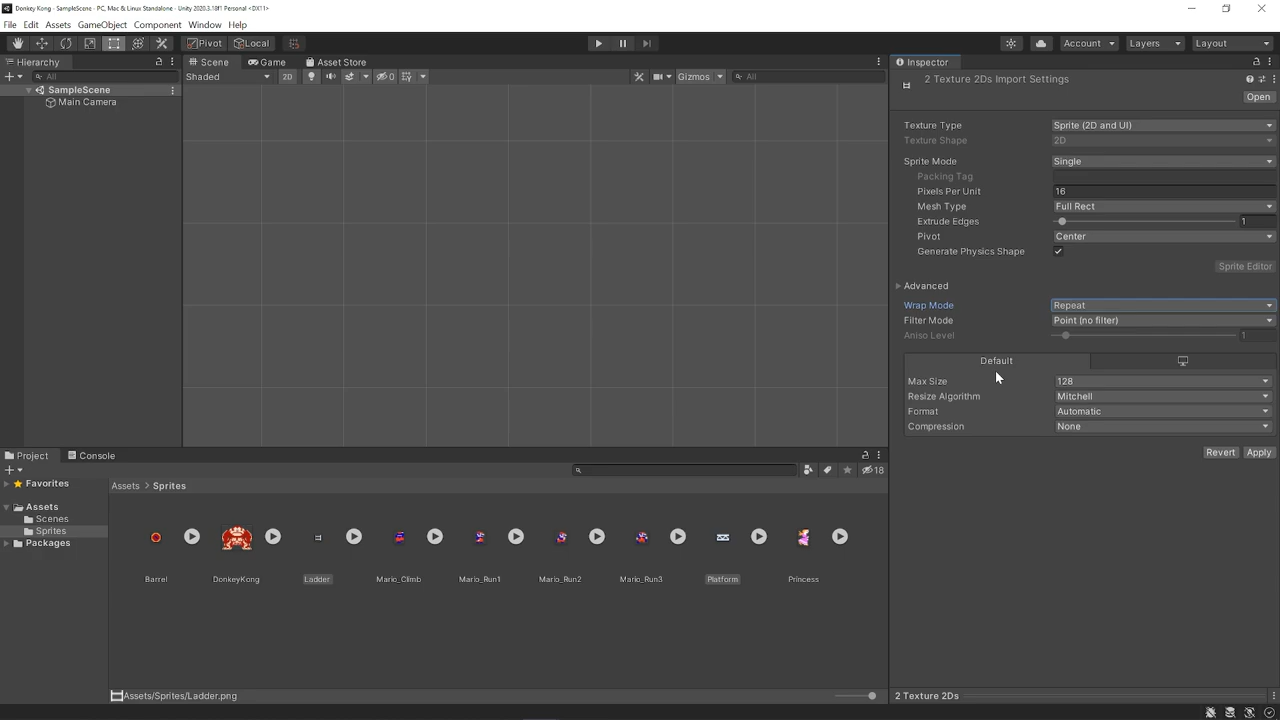 Donkey Kong - SampleScene - PC, Mac & Linux Standalone - Unity 2020.3.18f1 Personal <DX11>
File Edit Assets GameObject Component Window Help
Pivot Local Account Layers Layout
Hierarchy Scene Game Asset Store Inspector
All Shaded 2D 0 Gizmos All 2 Texture 2Ds Import Settings
SampleScene
Open
Main Camera
Texture Type Sprite (2D and UI)
Texture Shape 2D
Sprite Mode Single
Packing Tag
Pixels Per Unit 16
Mesh Type Full Rect
Extrude Edges 1
Pivot Center
Generate Physics Shape
Sprite Editor
Advanced
Wrap Mode Repeat
Filter Mode Point (no filter)
Aniso Level 1
Default
Max Size 128
Resize Algorithm Mitchell
Format Automatic
Compression None
Revert Apply
Project Console
18
Favorites Assets > Sprites
Assets
Scenes
Sprites
Packages
Barrel DonkeyKong Ladder Mario_Climb Mario_Run1 Mario_Run2 Mario_Run3 Platform Princess
Assets/Sprites/Ladder.png 2 Texture 2Ds